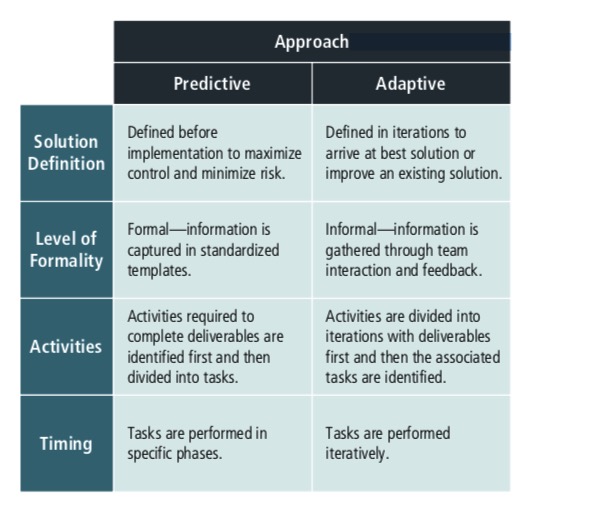 Approach
Predictive
Adaptive
Solution
Definition
Defined before
implementation to maximize
control and minimize risk.
Defined in iterations to
arrive at best solution or
improve an existing solution.
Level of
Formality
Formal—information is
captured in standardized
templates.
Informal—information is
gathered through team
interaction and feedback.
Activities
Activities required to
complete deliverables are
identified first and then
divided into tasks.
Activities are divided into
iterations with deliverables
first and then the associated
tasks are identified.
Timing
Tasks are performed in
specific phases.
Tasks are performed
iteratively.